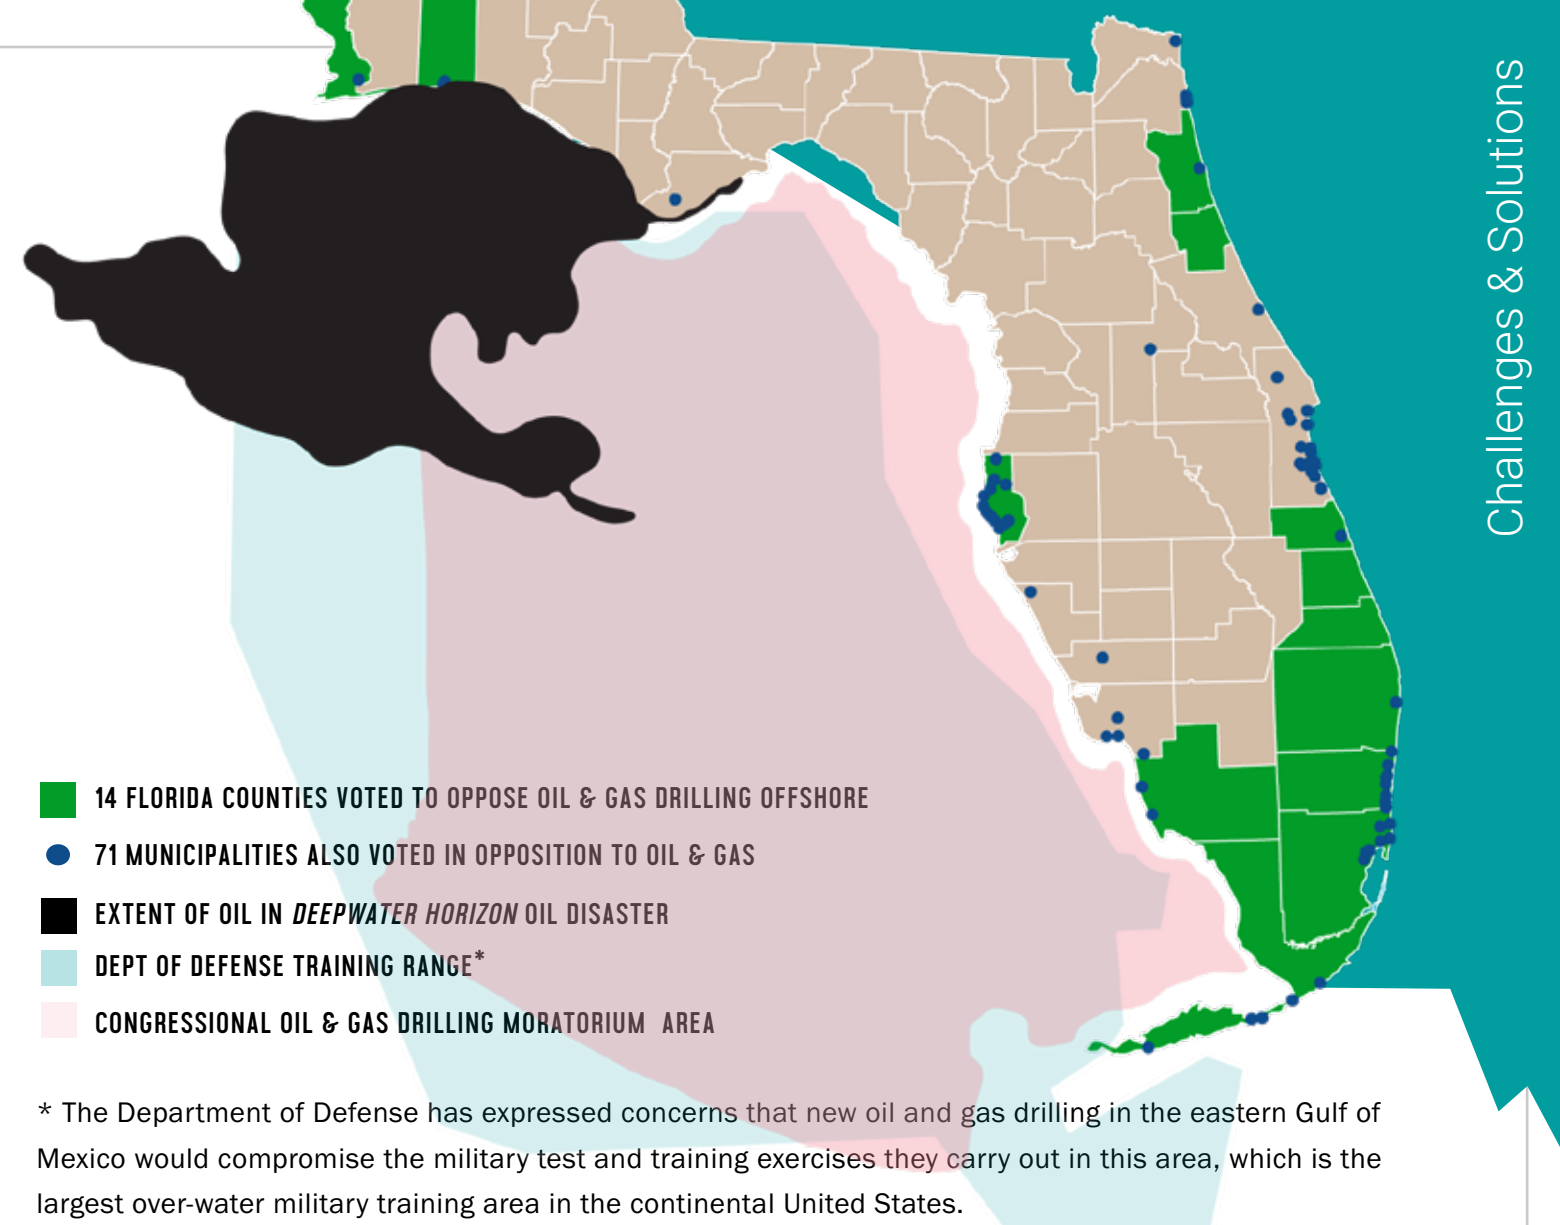 Challenges & Solutions
14 FLORIDA COUNTIES VOTED TO OPPOSE OIL & GAS DRILLING OFFSHORE
71 MUNICIPALITIES ALSO VOTED IN OPPOSITION TO OIL & GAS
EXTENT OF OIL IN DEEPWATER HORIZON OIL DISASTER
DEPT OF DEFENSE TRAINING RANGE*
CONGRESSIONAL OIL & GAS DRILLING MORATORIUM AREA
* The Department of Defense has expressed concerns that new oil and gas drilling in the eastern Gulf of
Mexico would compromise the military test and training exercises they carry out in this area, which is the
largest over-water military training area in the continental United States.